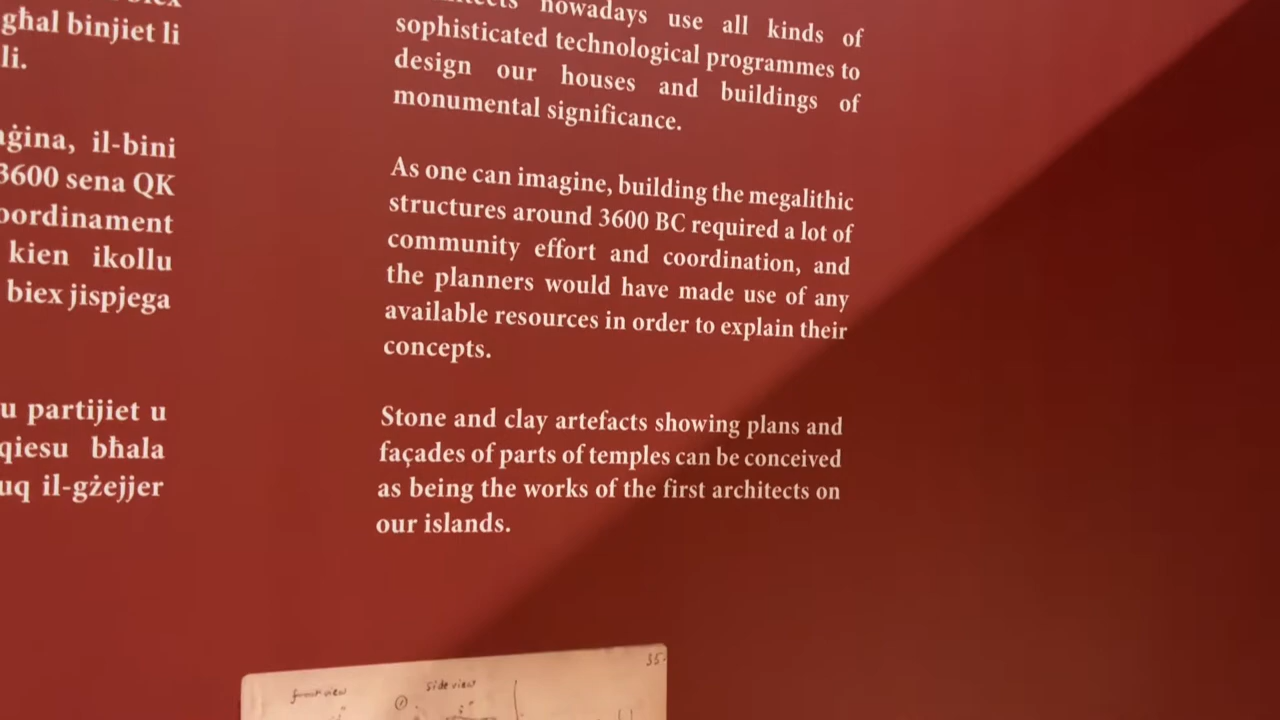 għal binjiet li
li.
il-bini
3600 sena QK
kien ikollu
biex jispjega
u partijiet u
bħala
il-gżejjer
nowadays use all kinds of
sophisticated technological programmes to
design our houses and buildings of
monumental significance.
As one can imagine, building the megalithic
structures around 3600 BC required a lot of
community effort and coordination, and
the planners would have made use of any
available resources in order to explain their
concepts.
Stone and clay artefacts showing plans and
façades of parts of temples can be conceived
as being the works of the first architects on
our islands.
35
front view
side view